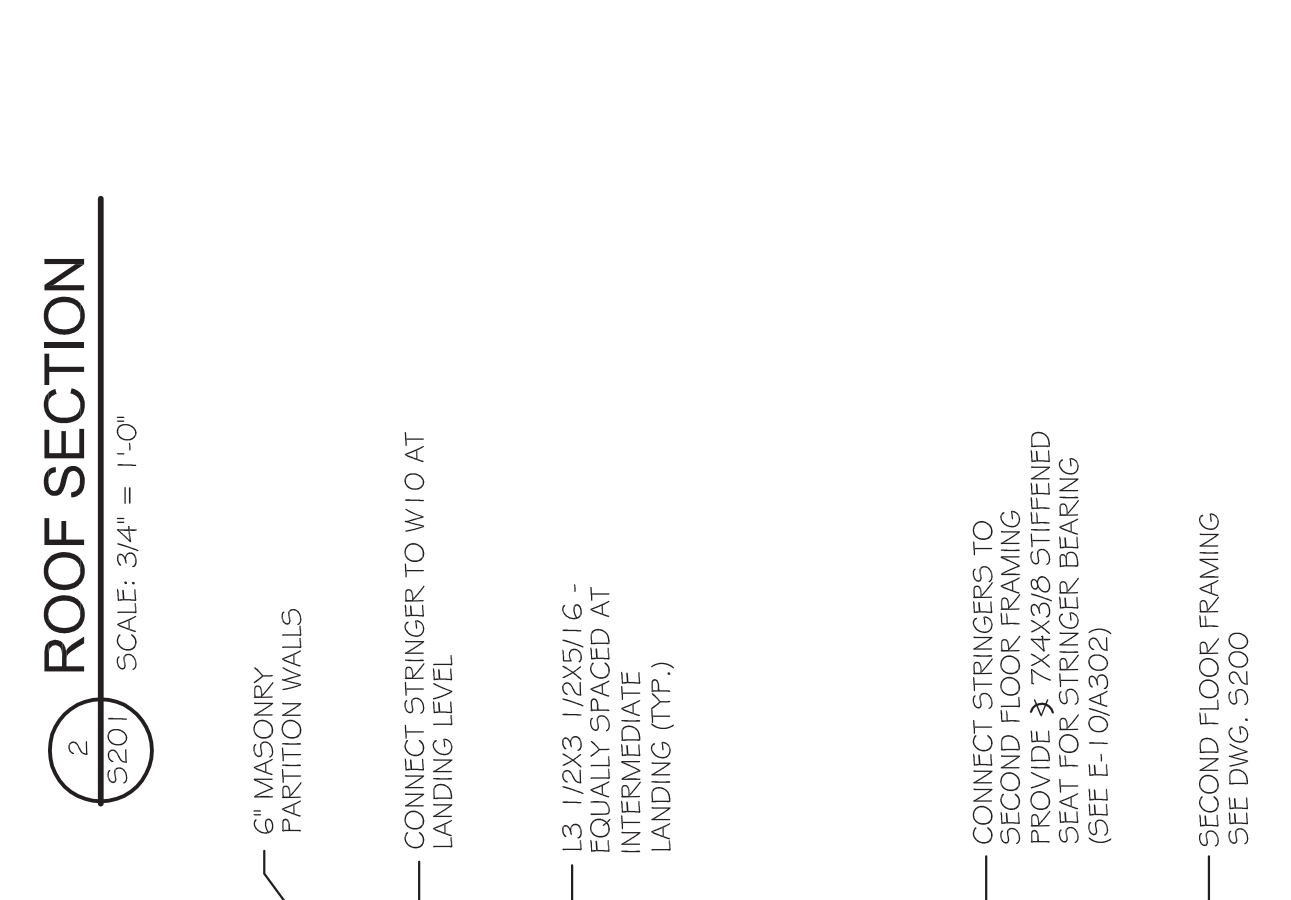 ROOF SECTION
2
S201
SCALE: 3/4" = 1'-0"
6" MASONRY
PARTITION WALLS
CONNECT STRINGER TO W10 AT
LANDING LEVEL
L3 1/2X3 1/2X5/16 -
EQUALLY SPACED AT
INTERMEDIATE
LANDING (TYP.)
CONNECT STRINGERS TO
SECOND FLOOR FRAMING
PROVIDE 7X4X3/8 STIFFENED
SEAT FOR STRINGER BEARING
(SEE E-10/A302)
SECOND FLOOR FRAMING
SEE DWG. S200